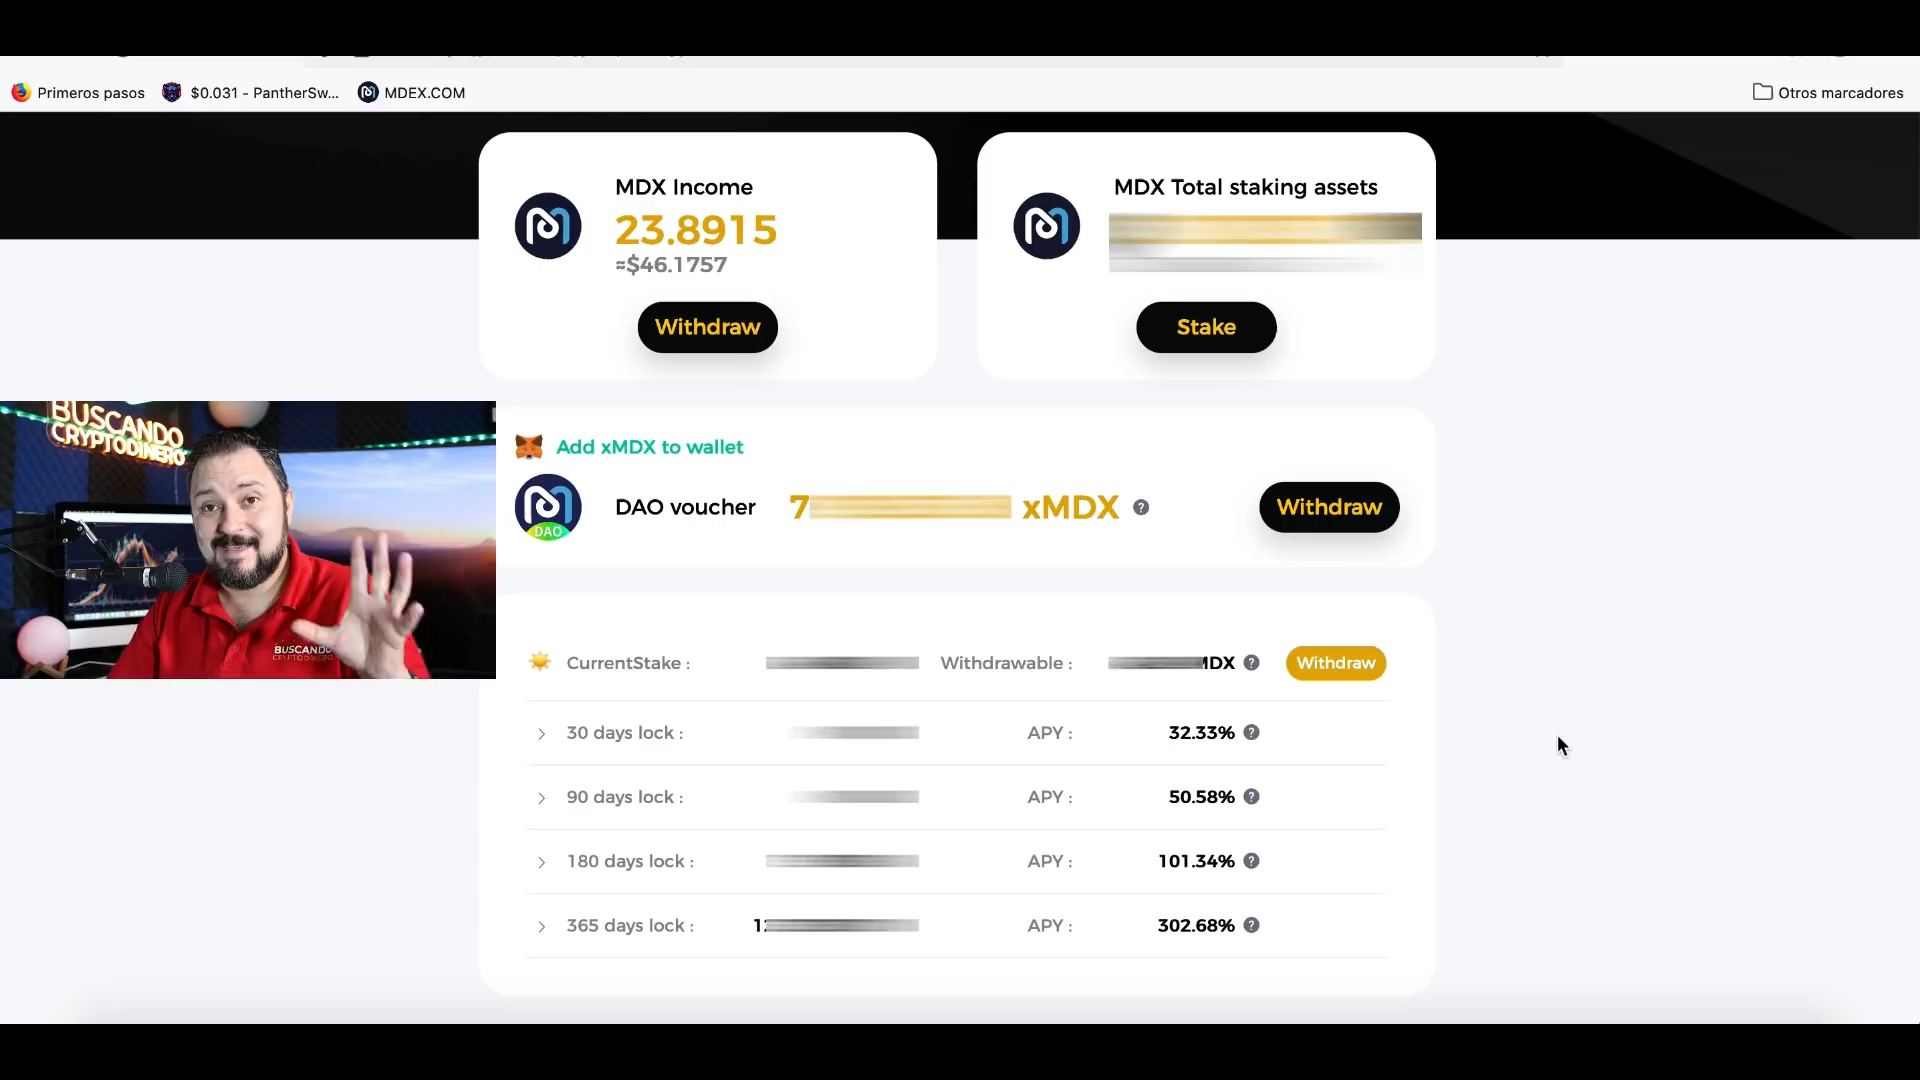 Primeros pasos
$0.031 - PantherSw...
MDEX.COM
Otros marcadores
MDX Income
23.8915
≈$46.1757
Withdraw
MDX Total staking assets
Stake
BUSCANDO
CRYPTODINERO
Add xMDX to wallet
DAO
DAO voucher
7
xMDX
?
Withdraw
BUSCANDO
CRYPTODINERO
CurrentStake :
Withdrawable :
MDX
?
Withdraw
30 days lock :
APY :
32.33%
?
90 days lock :
APY :
50.58%
?
180 days lock :
APY :
101.34%
?
365 days lock :
APY :
302.68%
?